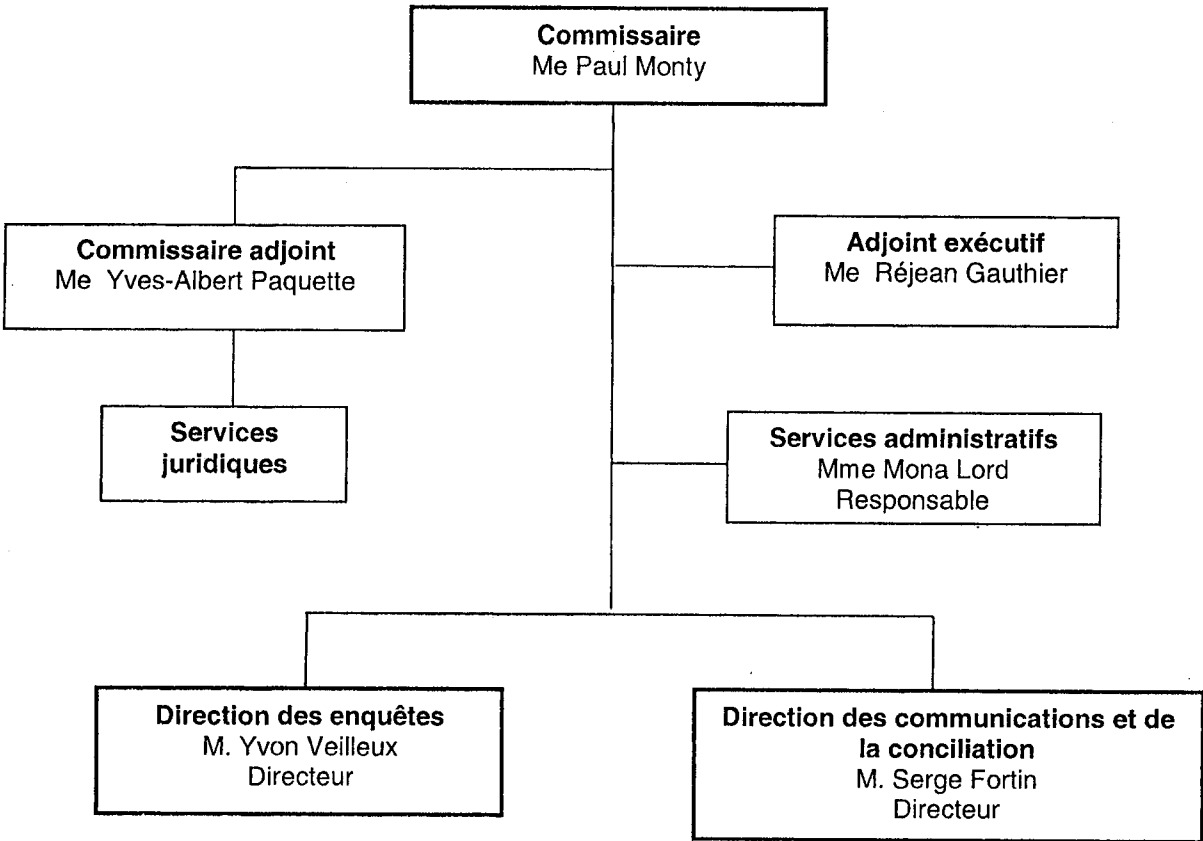 Commissaire
Me Paul Monty
Commissaire adjoint
Me Yves-Albert Paquette
Adjoint exécutif
Me Réjean Gauthier
Services
juridiques
Services administratifs
Mme Mona Lord
Responsable
Direction des enquêtes
M. Yvon Veilleux
Directeur
Direction des communications et de
la conciliation
M. Serge Fortin
Directeur